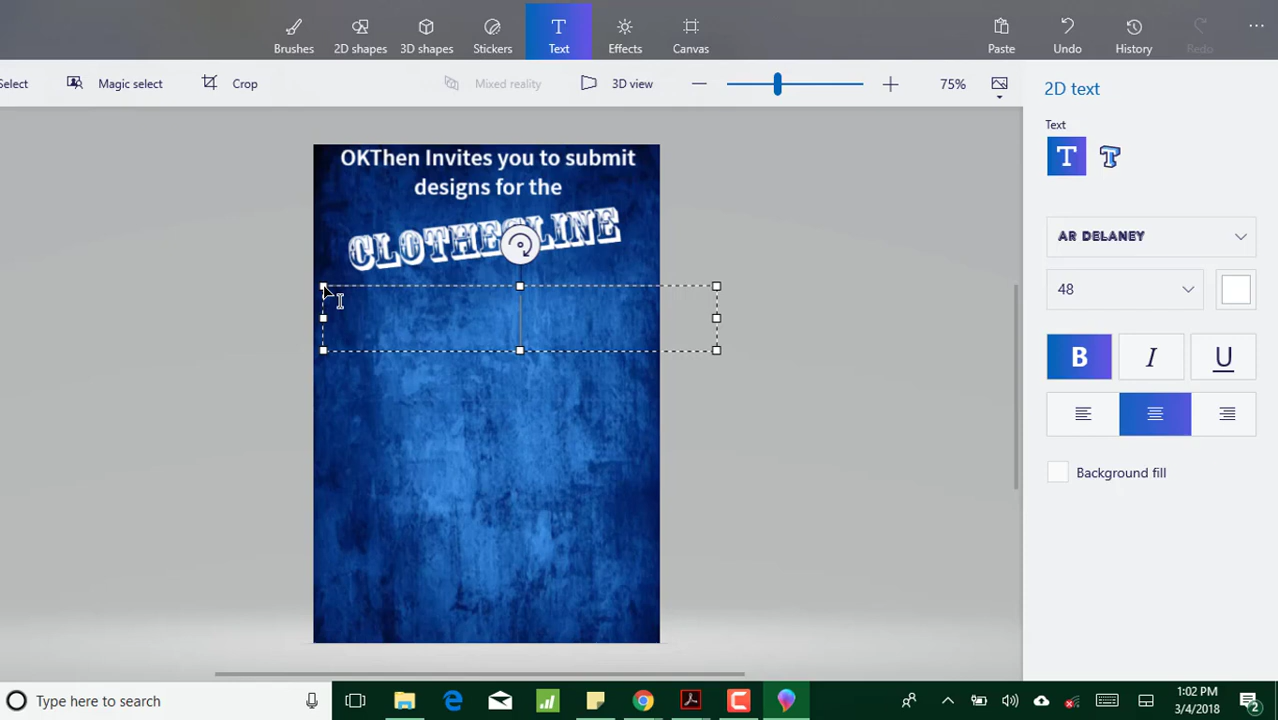 Brushes
2D shapes
3D shapes
Stickers
T
Text
Effects
Canvas
Paste
Undo
History
Redo
Select
Magic select
Crop
Mixed reality
3D view
75%
2D text
Text
T T
AR DELANEY
48
B I U
Background fill
OKThen Invites you to submit
designs for the
CLOTHESLINE
Type here to search
1:02 PM
3/4/2018
2